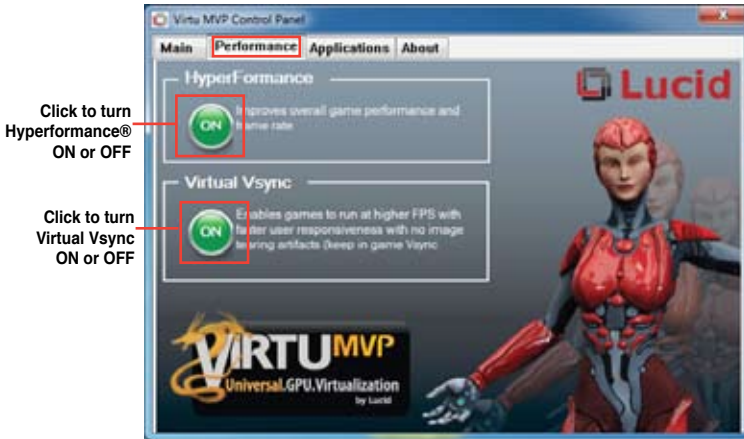 Virtu MVP Control Panel
Main Performance Applications About
HyperFormance
Click to turn
Hyperformance®
ON or OFF
ON
Improves overall game performance and
frame rate
Lucid
Virtual Vsync
Click to turn
Virtual Vsync
ON or OFF
ON
Enables games to run at higher FPS with
faster user responsiveness with no image
tearing artifacts (keep in game Vsync
VIRTUMVP
Universal.GPU.Virtualization
by Lucid